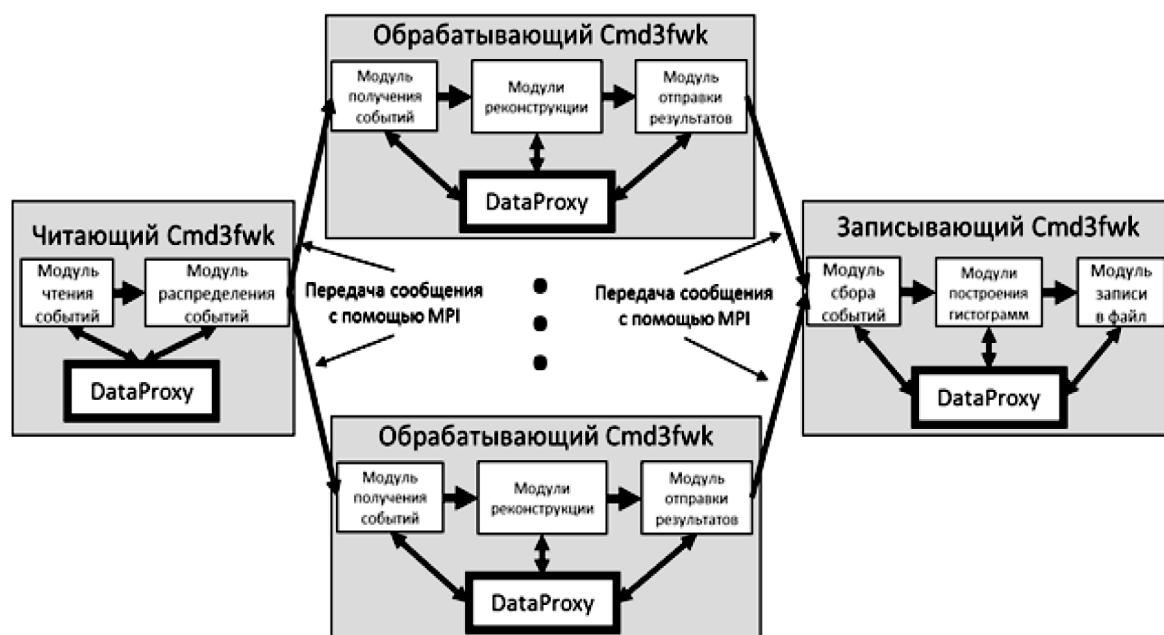 Обрабатывающий Cmd3fwk
Модуль
получения
событий
Модули
реконструкции
Модуль
отправки
результатов
DataProxy
Читающий Cmd3fwk
Модуль
чтения
событий
Модуль
распределения
событий
DataProxy
Передача сообщения
с помощью MPI
Передача сообщения
с помощью MPI
Записывающий Cmd3fwk
Модуль
сбора
событий
Модули
построения
гистограмм
Модуль
записи
в файл
DataProxy
Обрабатывающий Cmd3fwk
Модуль
получения
событий
Модули
реконструкции
Модуль
отправки
результатов
DataProxy